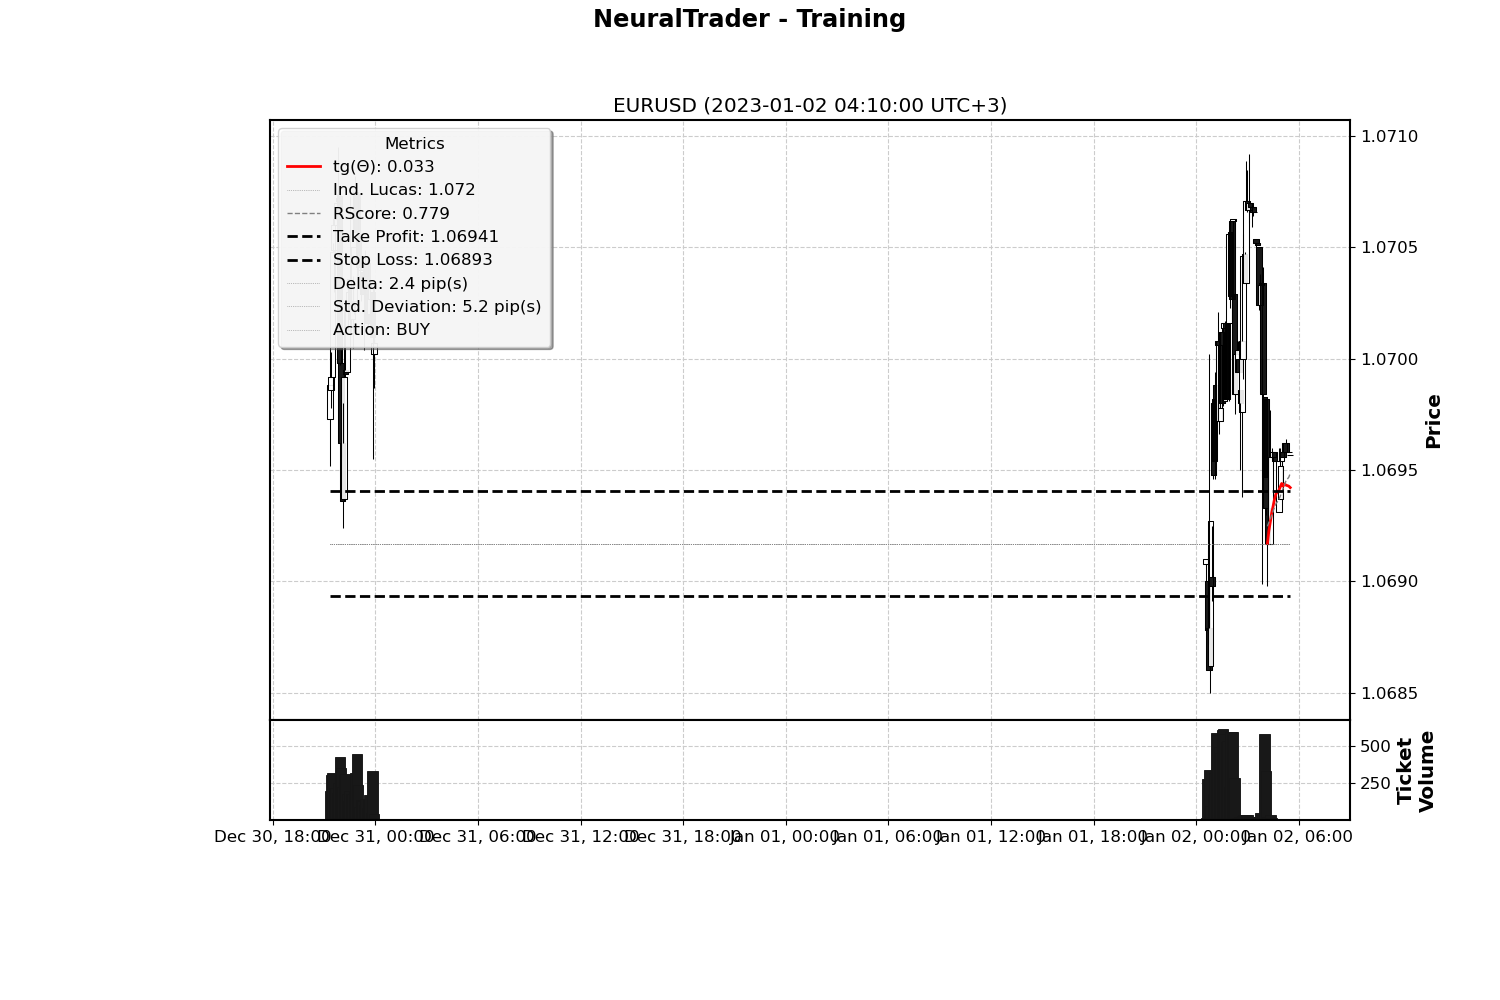 NeuralTrader - Training
EURUSD (2023-01-02 04:10:00 UTC+3)
Metrics
tg(Θ): 0.033
Ind. Lucas: 1.072
RScore: 0.779
Take Profit: 1.06941
Stop Loss: 1.06893
Delta: 2.4 pip(s)
Std. Deviation: 5.2 pip(s)
Action: BUY
1.0710
1.0705
1.0700
1.0695
1.0690
1.0685
Price
500
250
Ticket
Volume
Dec 30, 18:00
Dec 31, 00:00
Dec 31, 06:00
Dec 31, 12:00
Dec 31, 18:00
Jan 01, 00:00
Jan 01, 06:00
Jan 01, 12:00
Jan 01, 18:00
Jan 02, 00:00
Jan 02, 06:00